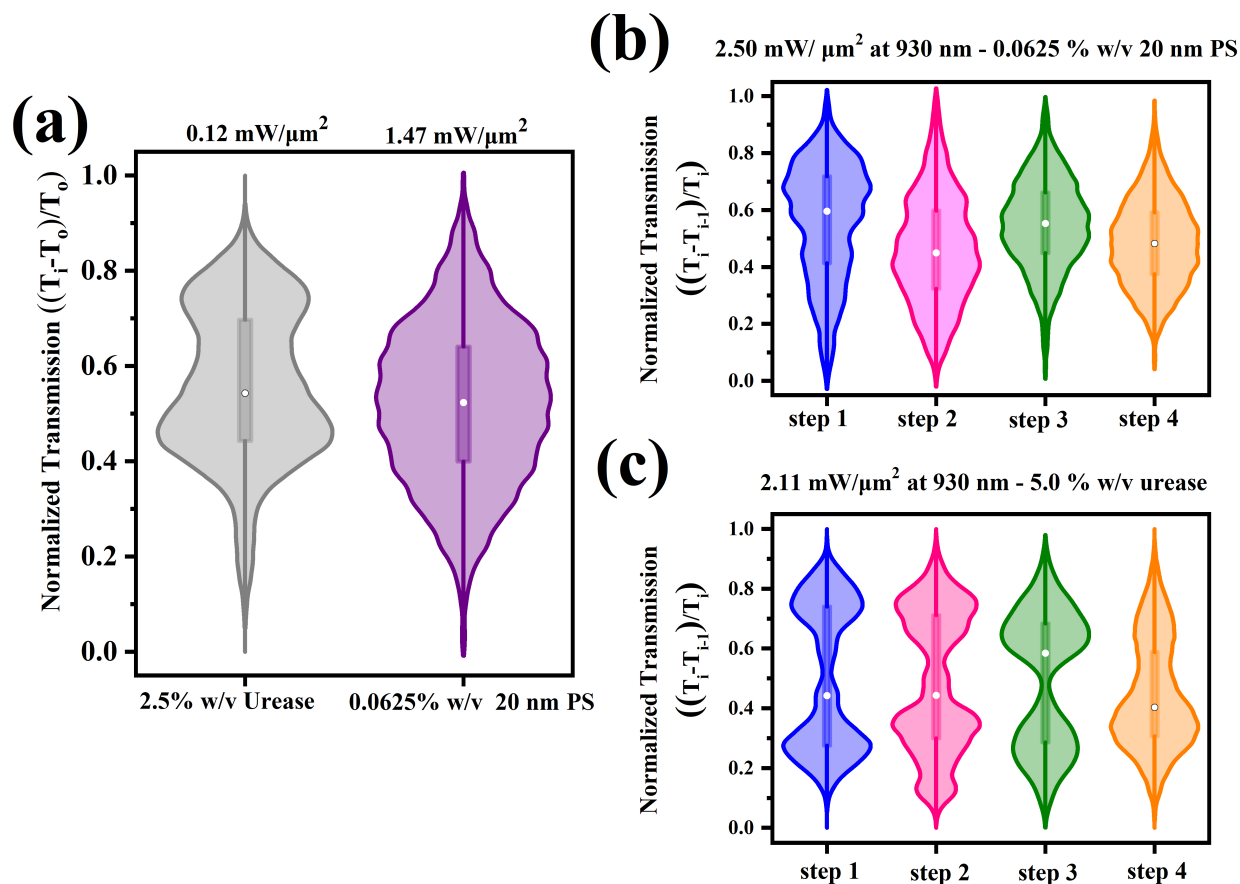 (a)
0.12 mW/μm²
1.47 mW/μm²
Normalized Transmission ((Tᵢ-Tₒ)/Tₒ)
1.0
0.8
0.6
0.4
0.2
0.0
2.5% w/v Urease
0.0625% w/v 20 nm PS
(b)
2.50 mW/ μm² at 930 nm - 0.0625 % w/v 20 nm PS
Normalized Transmission
((Tᵢ-Tᵢ₋₁)/Tᵢ)
1.0
0.8
0.6
0.4
0.2
0.0
step 1
step 2
step 3
step 4
(c)
2.11 mW/μm² at 930 nm - 5.0 % w/v urease
Normalized Transmission
((Tᵢ-Tᵢ₋₁)/Tᵢ)
1.0
0.8
0.6
0.4
0.2
0.0
step 1
step 2
step 3
step 4